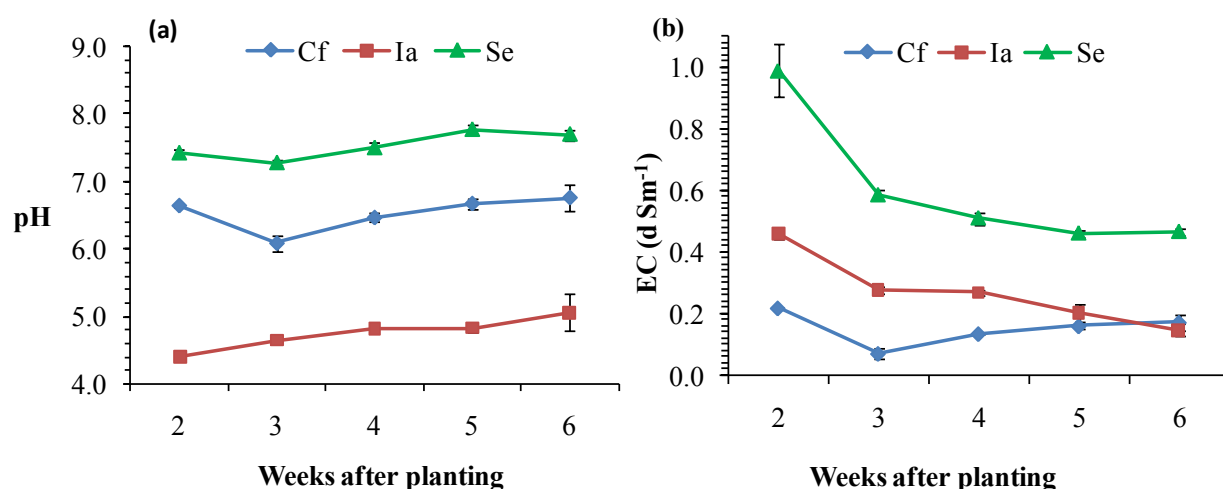 (a)
Cf Ia Se
9.0
8.0
7.0
6.0
5.0
4.0
pH
2 3 4 5 6
Weeks after planting
(b)
Cf Ia Se
1.0
0.8
0.6
0.4
0.2
0.0
EC (d Sm-1)
2 3 4 5 6
Weeks after planting